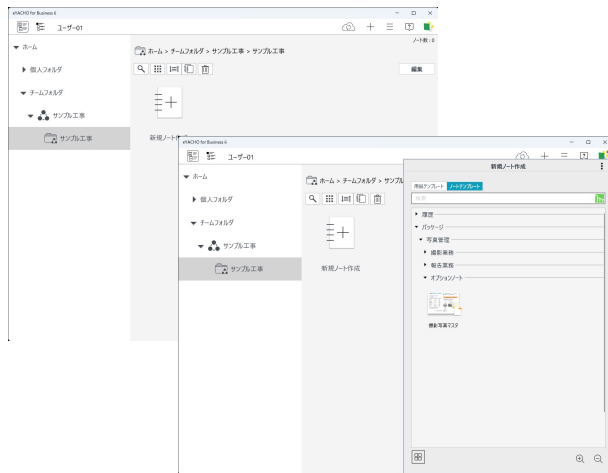 eYACHO for Business 6
ユーザー01
ノート数: 0
ホーム
ホーム > チームフォルダ > サンプル工事 > サンプル工事
個人フォルダ
編集
チームフォルダ
サンプル工事
サンプル工事
新規ノート作成
eYACHO for Business 6
ユーザー01
新規ノート作成
ホーム
ホーム > チームフォルダ > サンプル
用紙テンプレート
ノートテンプレート
個人フォルダ
検索
履歴
チームフォルダ
パッケージ
サンプル工事
写真管理
撮影業務
サンプル工事
新規ノート作成
報告業務
オプションノート
撮影写真マスタ